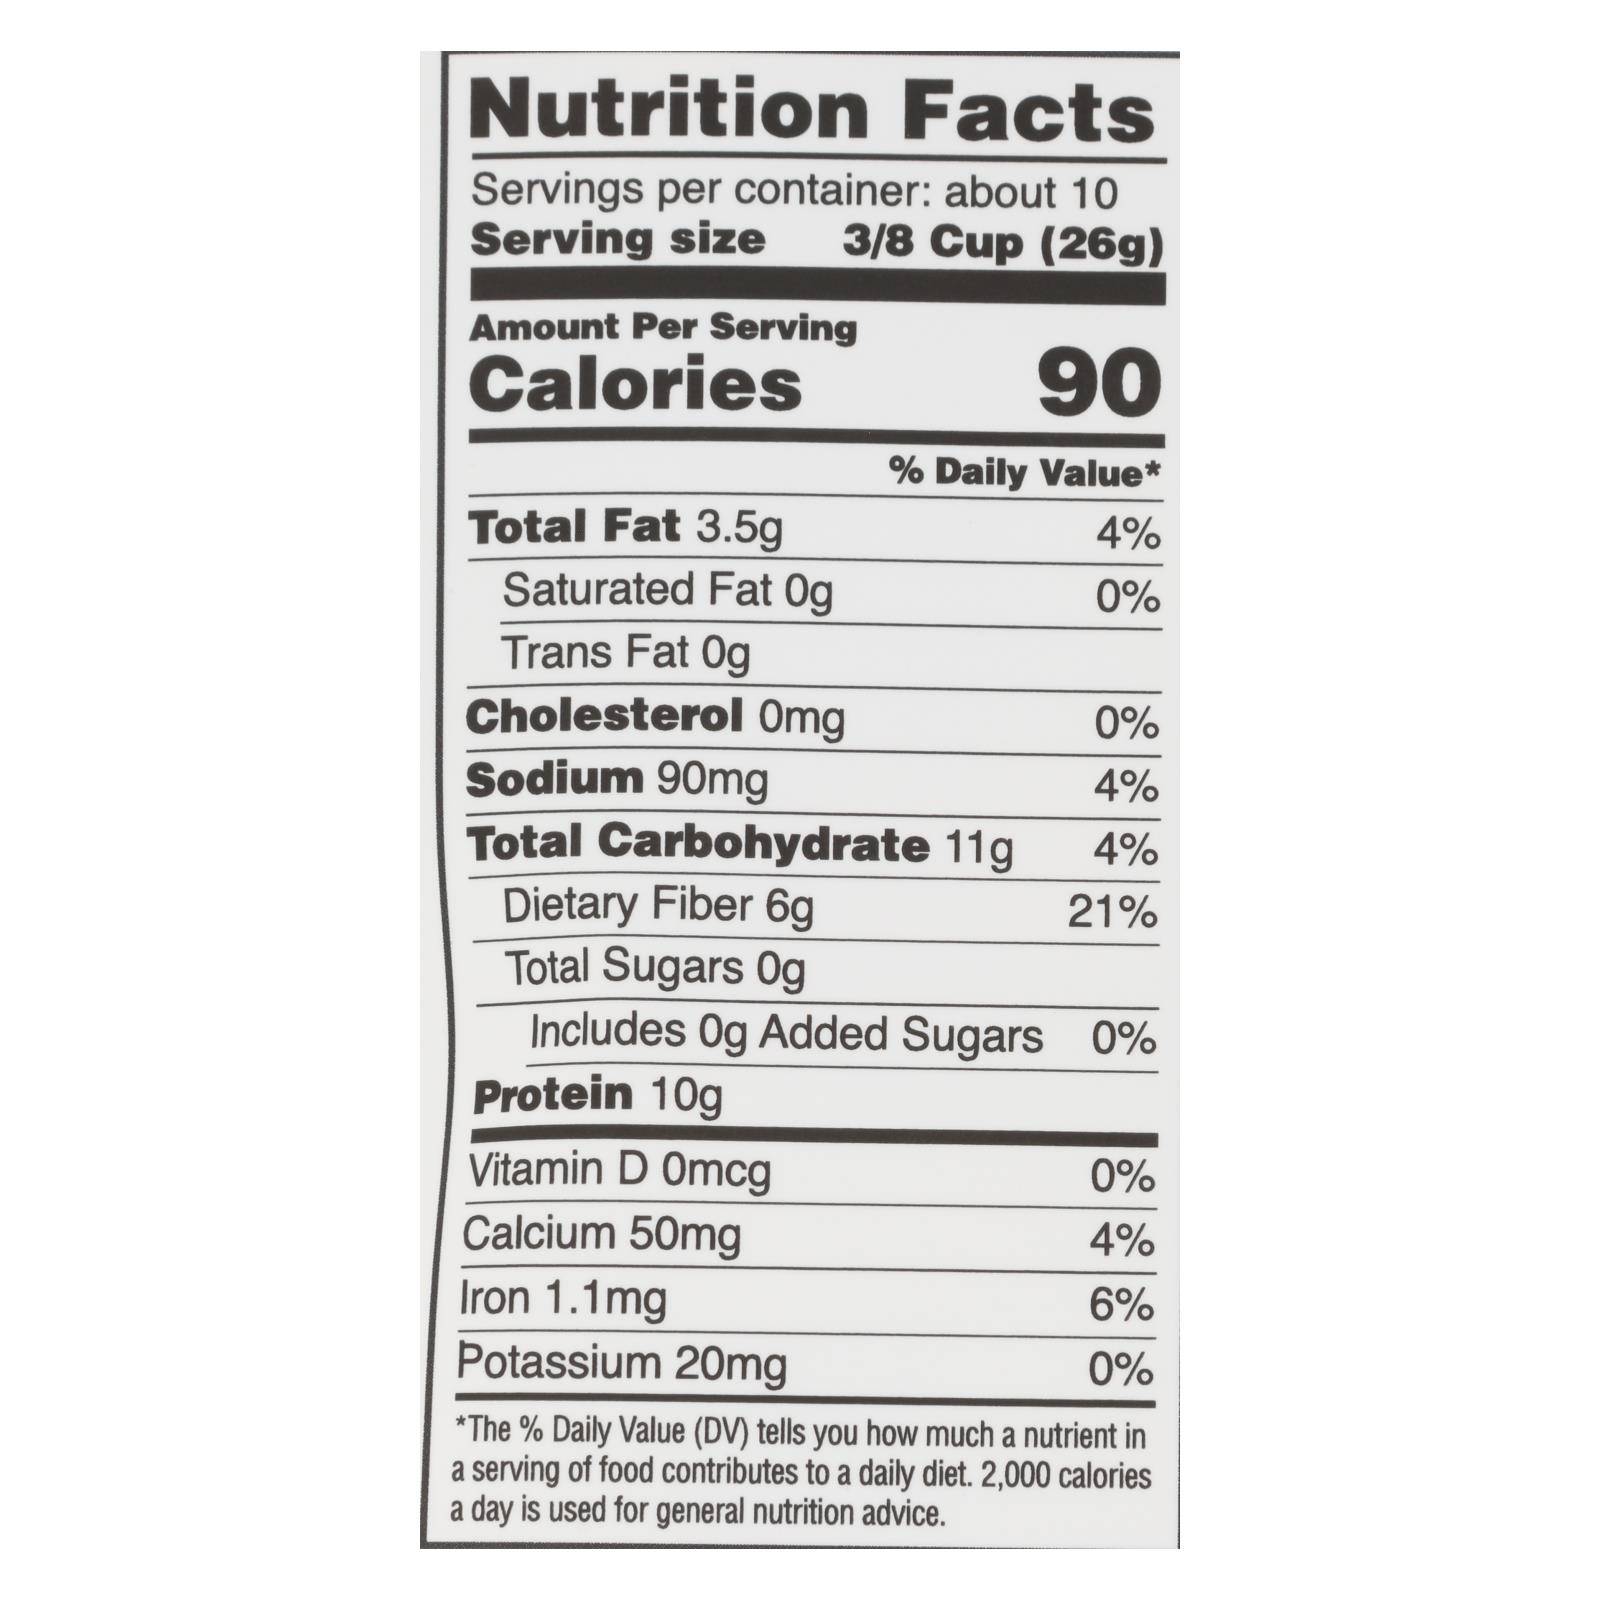 Nutrition Facts
Servings per container: about 10
Serving size 3/8 Cup (26g)
Amount Per Serving
Calories 90
% Daily Value*
Total Fat 3.5g 4%
Saturated Fat 0g 0%
Trans Fat 0g
Cholesterol 0mg 0%
Sodium 90mg 4%
Total Carbohydrate 11g 4%
Dietary Fiber 6g 21%
Total Sugars 0g
Includes 0g Added Sugars 0%
Protein 10g
Vitamin D 0mcg 0%
Calcium 50mg 4%
Iron 1.1mg 6%
Potassium 20mg 0%
*The % Daily Value (DV) tells you how much a nutrient in
a serving of food contributes to a daily diet. 2,000 calories
a day is used for general nutrition advice.